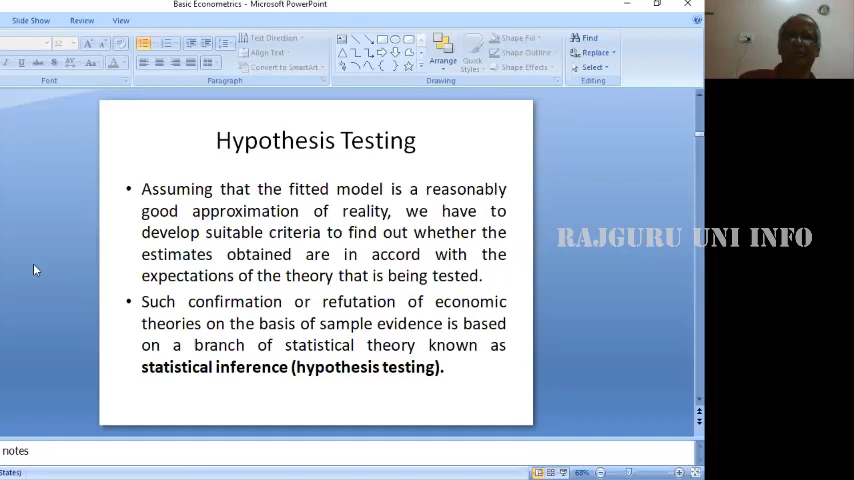 Basic Econometrics - Microsoft PowerPoint
Slide Show Review View
32
Text Direction
Align Text
Convert to SmartArt
Arrange
Quick
Styles
Shape Fill
Shape Outline
Shape Effects
Find
Replace
Select
Font Paragraph Drawing Editing
Hypothesis Testing
• Assuming that the fitted model is a reasonably
good approximation of reality, we have to
develop suitable criteria to find out whether the
estimates obtained are in accord with the
expectations of the theory that is being tested.
• Such confirmation or refutation of economic
theories on the basis of sample evidence is based
on a branch of statistical theory known as
statistical inference (hypothesis testing).
RAJGURU UNI INFO
notes
States)
68%